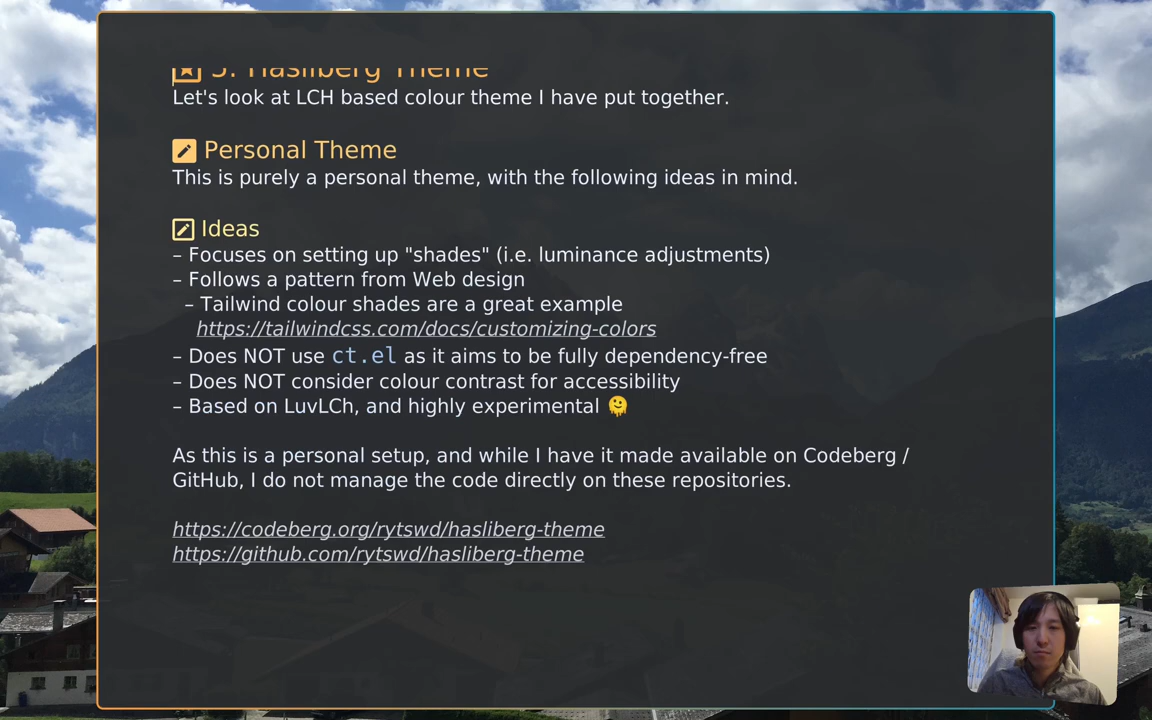 5. Hasliberg Theme
Let's look at LCH based colour theme I have put together.
Personal Theme
This is purely a personal theme, with the following ideas in mind.
Ideas
– Focuses on setting up "shades" (i.e. luminance adjustments)
– Follows a pattern from Web design
– Tailwind colour shades are a great example
https://tailwindcss.com/docs/customizing-colors
– Does NOT use ct.el as it aims to be fully dependency-free
– Does NOT consider colour contrast for accessibility
– Based on LuvLCh, and highly experimental 🫠
As this is a personal setup, and while I have it made available on Codeberg /
GitHub, I do not manage the code directly on these repositories.
https://codeberg.org/rytswd/hasliberg-theme
https://github.com/rytswd/hasliberg-theme